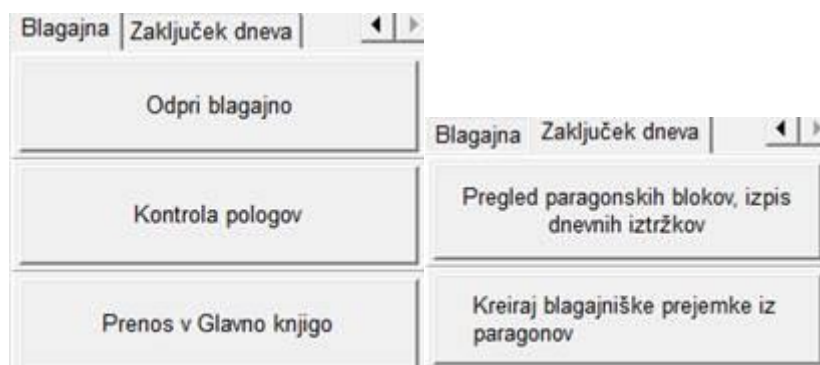 Blagajna Zaključek dneva
Odpri blagajno
Kontrola pologov
Prenos v Glavno knjigo
Blagajna Zaključek dneva
Pregled paragonskih blokov, izpis
dnevnih iztržkov
Kreiraj blagajniške prejemke iz
paragonov